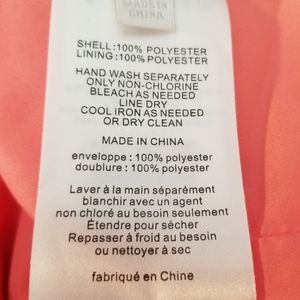 MADE IN
CHINA
SHELL:100% POLYESTER
LINING:100% POLYESTER
HAND WASH SEPARATELY
ONLY NON-CHLORINE
BLEACH AS NEEDED
LINE DRY
COOL IRON AS NEEDED
OR DRY CLEAN
MADE IN CHINA
enveloppe : 100% polyester
doublure : 100% polyester
Laver à la main séparément
blanchir avec un agent
non chloré au besoin seulement
Étendre pour sécher
Repasser à froid au besoin
ou nettoyer à sec
fabriqué en Chine